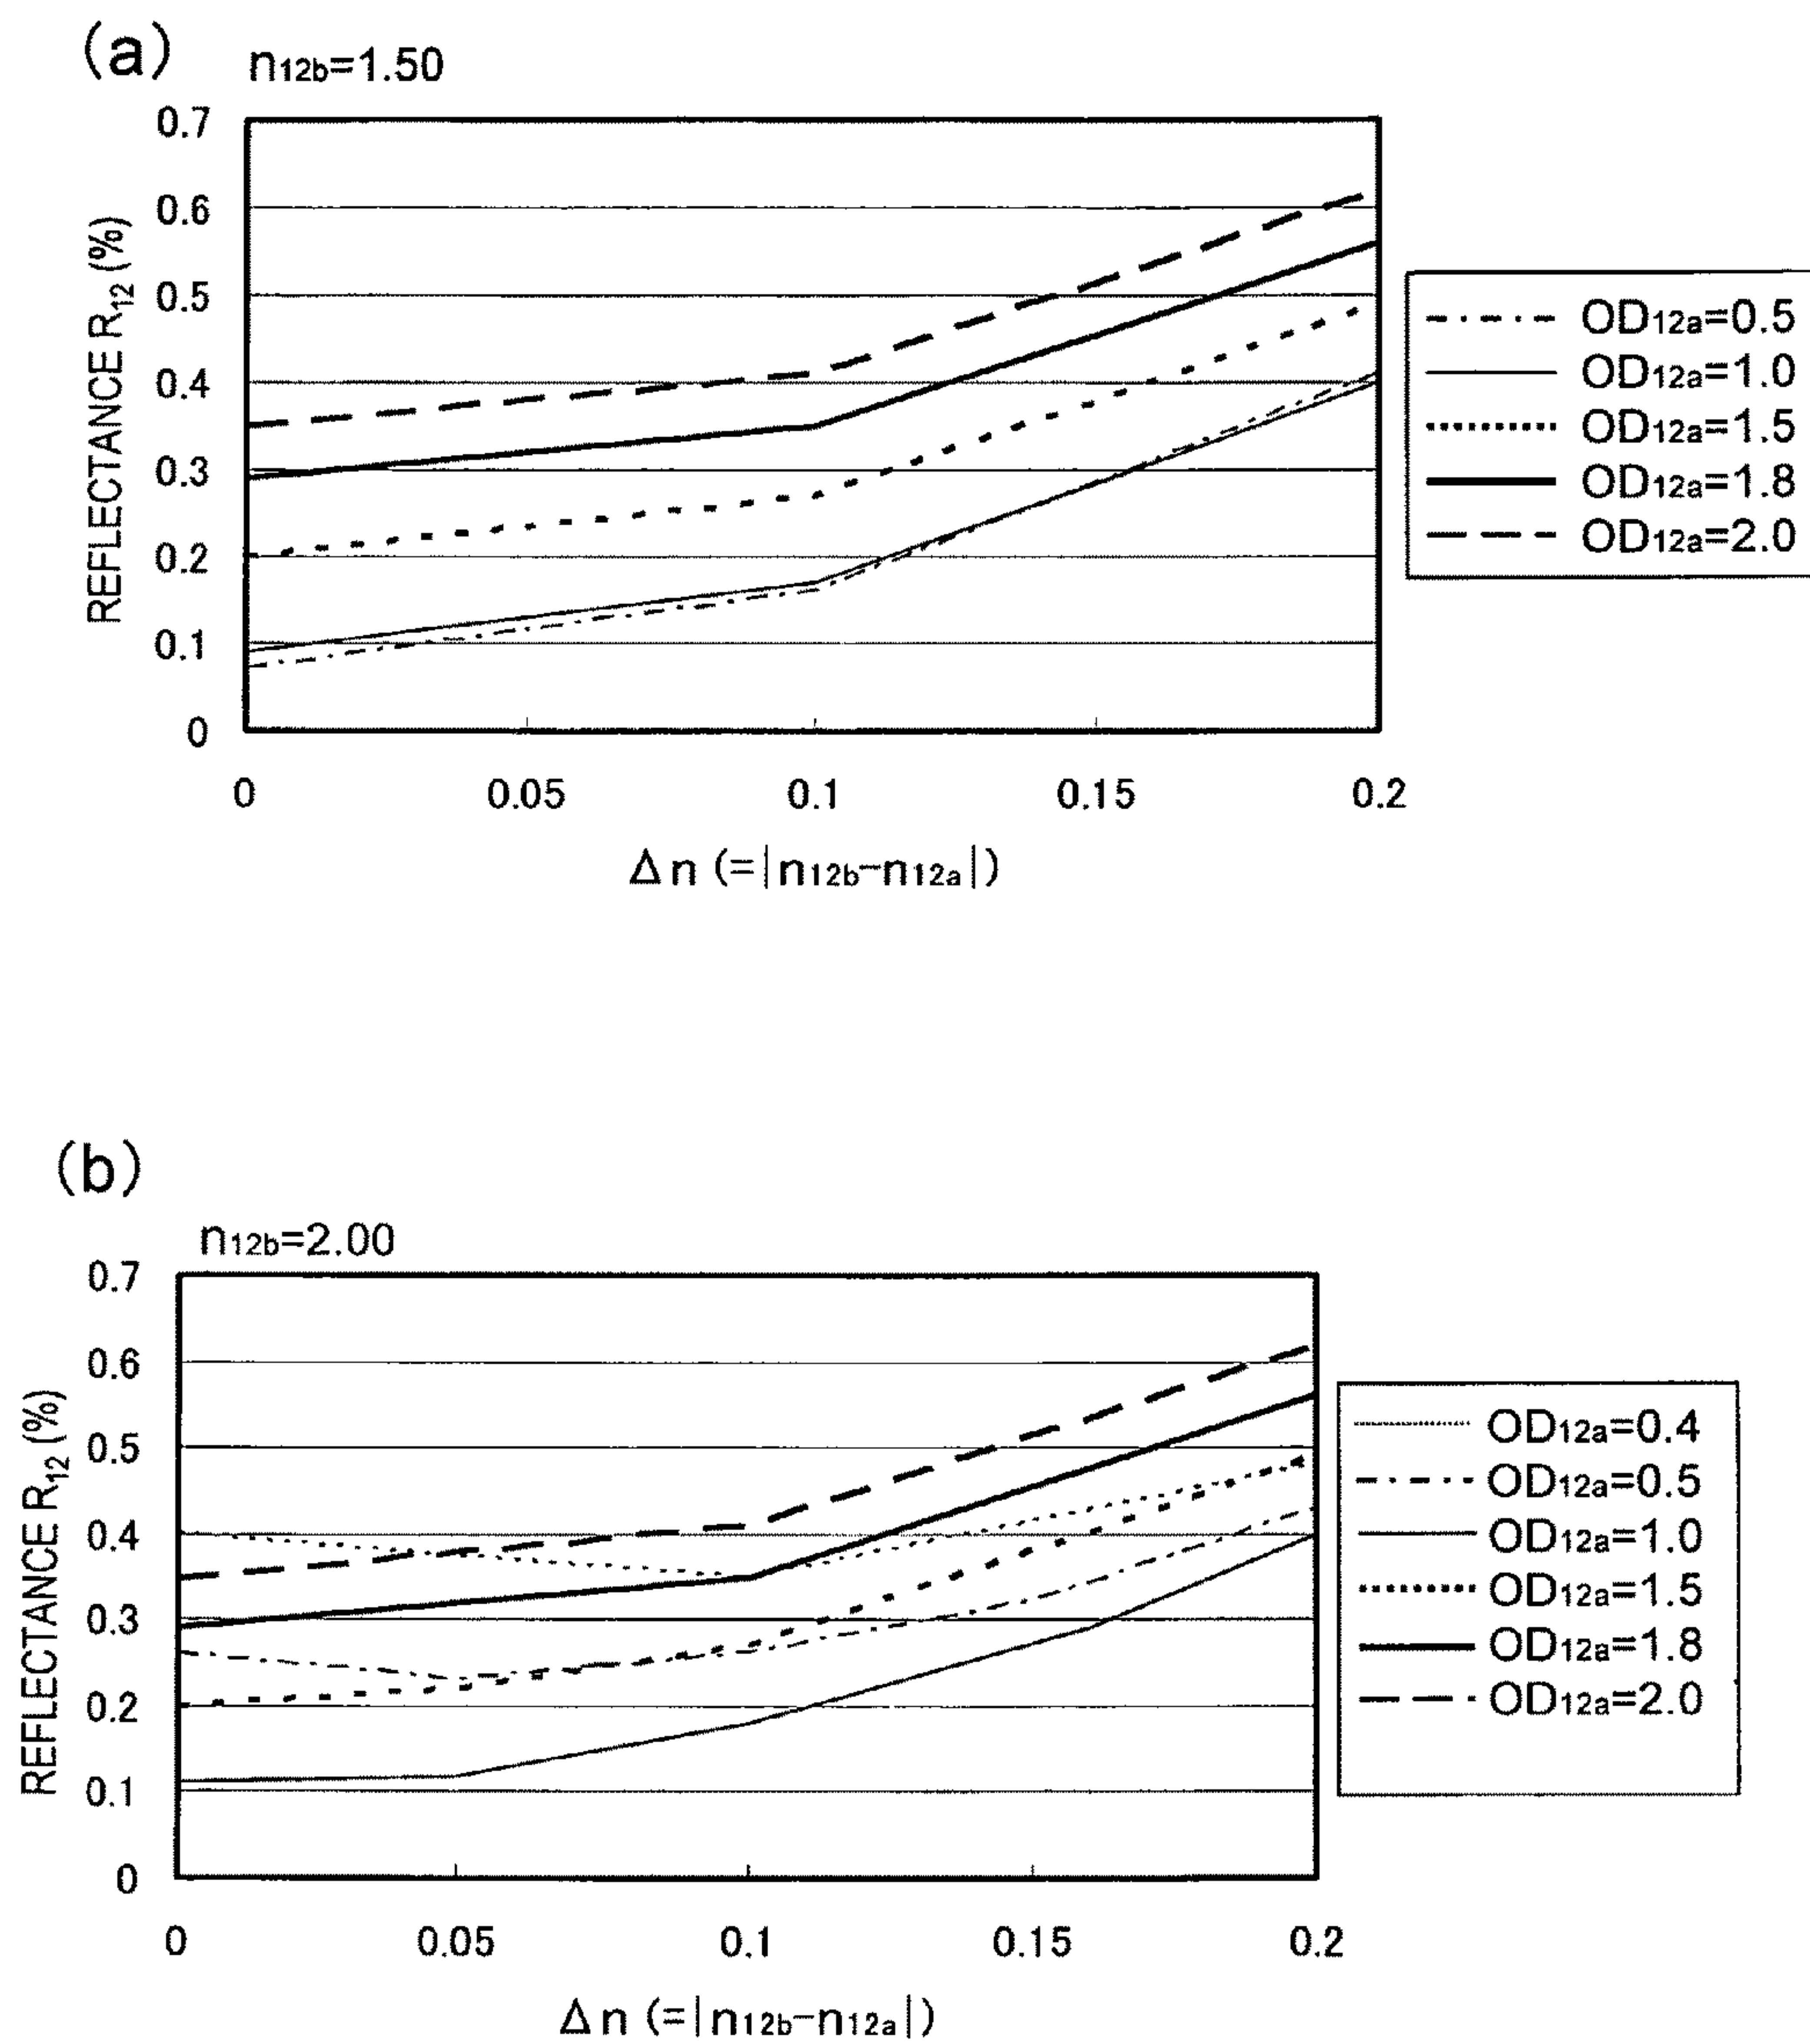 (a)
n12b=1.50
REFLECTANCE R12 (%)
0.7
0.6
0.5
0.4
0.3
0.2
0.1
0
0 0.05 0.1 0.15 0.2
Δn (=|n12b-n12a|)
OD12a=0.5
OD12a=1.0
OD12a=1.5
OD12a=1.8
OD12a=2.0
(b)
n12b=2.00
REFLECTANCE R12 (%)
0.7
0.6
0.5
0.4
0.3
0.2
0.1
0
0 0.05 0.1 0.15 0.2
Δn (=|n12b-n12a|)
OD12a=0.4
OD12a=0.5
OD12a=1.0
OD12a=1.5
OD12a=1.8
OD12a=2.0